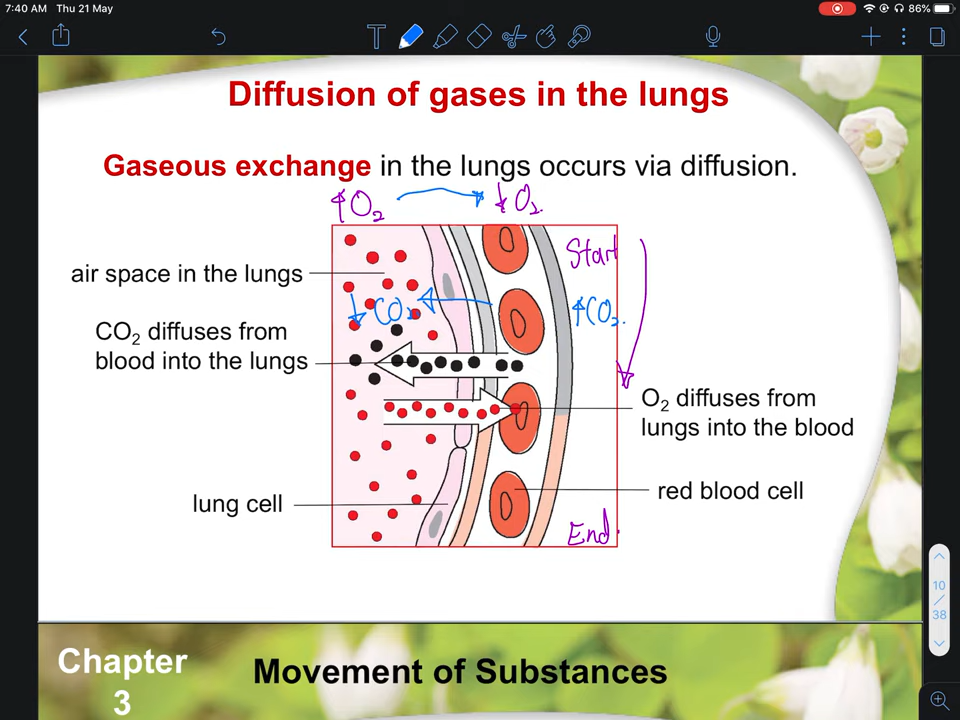 7:40 AM Thu 21 May
86%
Diffusion of gases in the lungs
Gaseous exchange in the lungs occurs via diffusion.
↑O₂ → ↓O₂.
Start
air space in the lungs
↓CO₂ ← ↑CO₂.
CO₂ diffuses from
blood into the lungs
O₂ diffuses from
lungs into the blood
red blood cell
lung cell
End.
10
/
38
Chapter
3
Movement of Substances